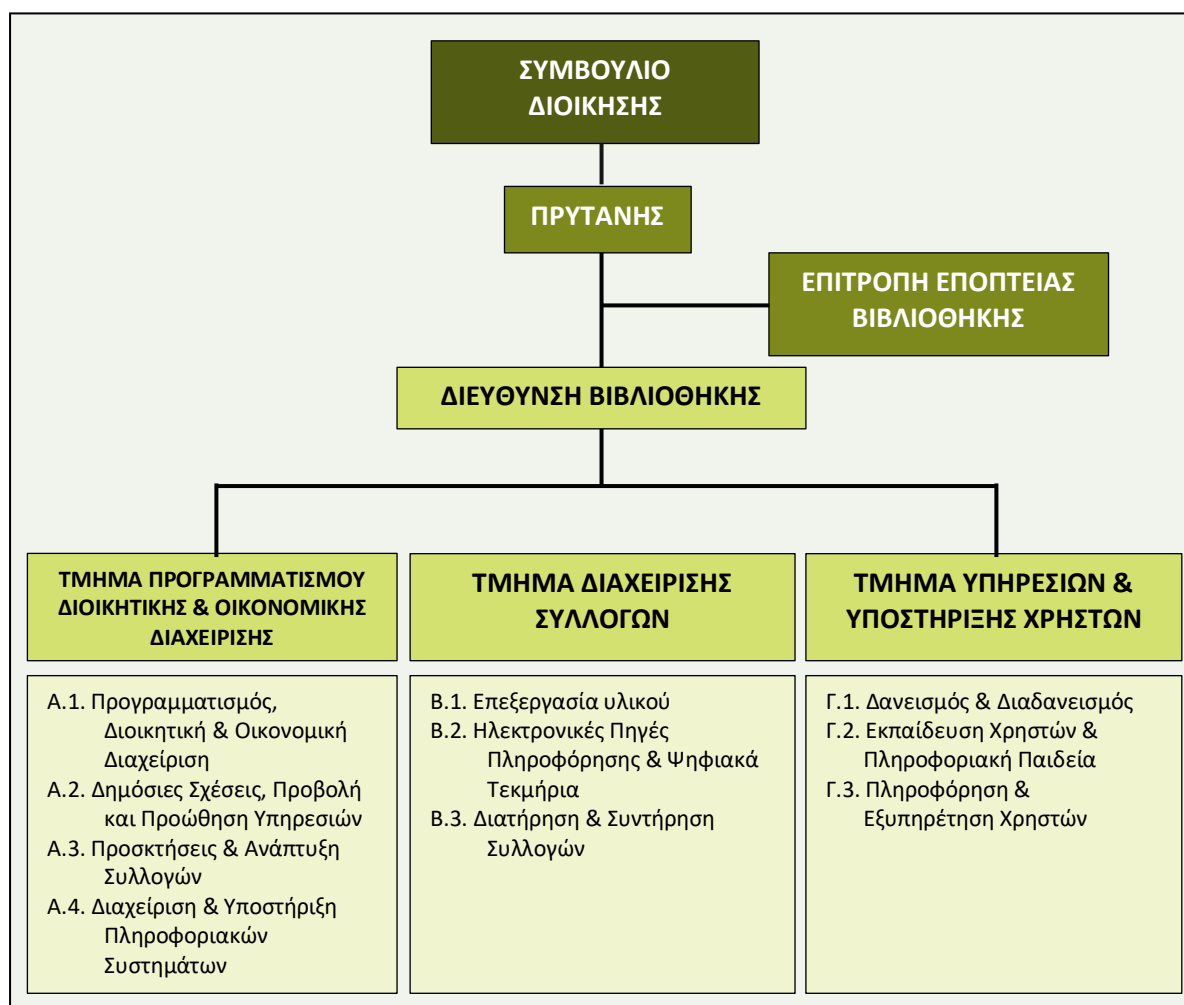 ΣΥΜΒΟΥΛΙΟ
ΔΙΟΙΚΗΣΗΣ
ΠΡΥΤΑΝΗΣ
ΕΠΙΤΡΟΠΗ ΕΠΟΠΤΕΙΑΣ
ΒΙΒΛΙΟΘΗΚΗΣ
ΔΙΕΥΘΥΝΣΗ ΒΙΒΛΙΟΘΗΚΗΣ
ΤΜΗΜΑ ΠΡΟΓΡΑΜΜΑΤΙΣΜΟΥ
ΔΙΟΙΚΗΤΙΚΗΣ & ΟΙΚΟΝΟΜΙΚΗΣ
ΔΙΑΧΕΙΡΙΣΗΣ
Α.1. Προγραμματισμός,
Διοικητική & Οικονομική
Διαχείριση
Α.2. Δημόσιες Σχέσεις, Προβολή
και Προώθηση Υπηρεσιών
Α.3. Προσκτήσεις & Ανάπτυξη
Συλλογών
Α.4. Διαχείριση & Υποστήριξη
Πληροφοριακών
Συστημάτων
ΤΜΗΜΑ ΔΙΑΧΕΙΡΙΣΗΣ
ΣΥΛΛΟΓΩΝ
Β.1. Επεξεργασία υλικού
Β.2. Ηλεκτρονικές Πηγές
Πληροφόρησης & Ψηφιακά
Τεκμήρια
Β.3. Διατήρηση & Συντήρηση
Συλλογών
ΤΜΗΜΑ ΥΠΗΡΕΣΙΩΝ &
ΥΠΟΣΤΗΡΙΞΗΣ ΧΡΗΣΤΩΝ
Γ.1. Δανεισμός & Διαδανεισμός
Γ.2. Εκπαίδευση Χρηστών &
Πληροφοριακή Παιδεία
Γ.3. Πληροφόρηση &
Εξυπηρέτηση Χρηστών